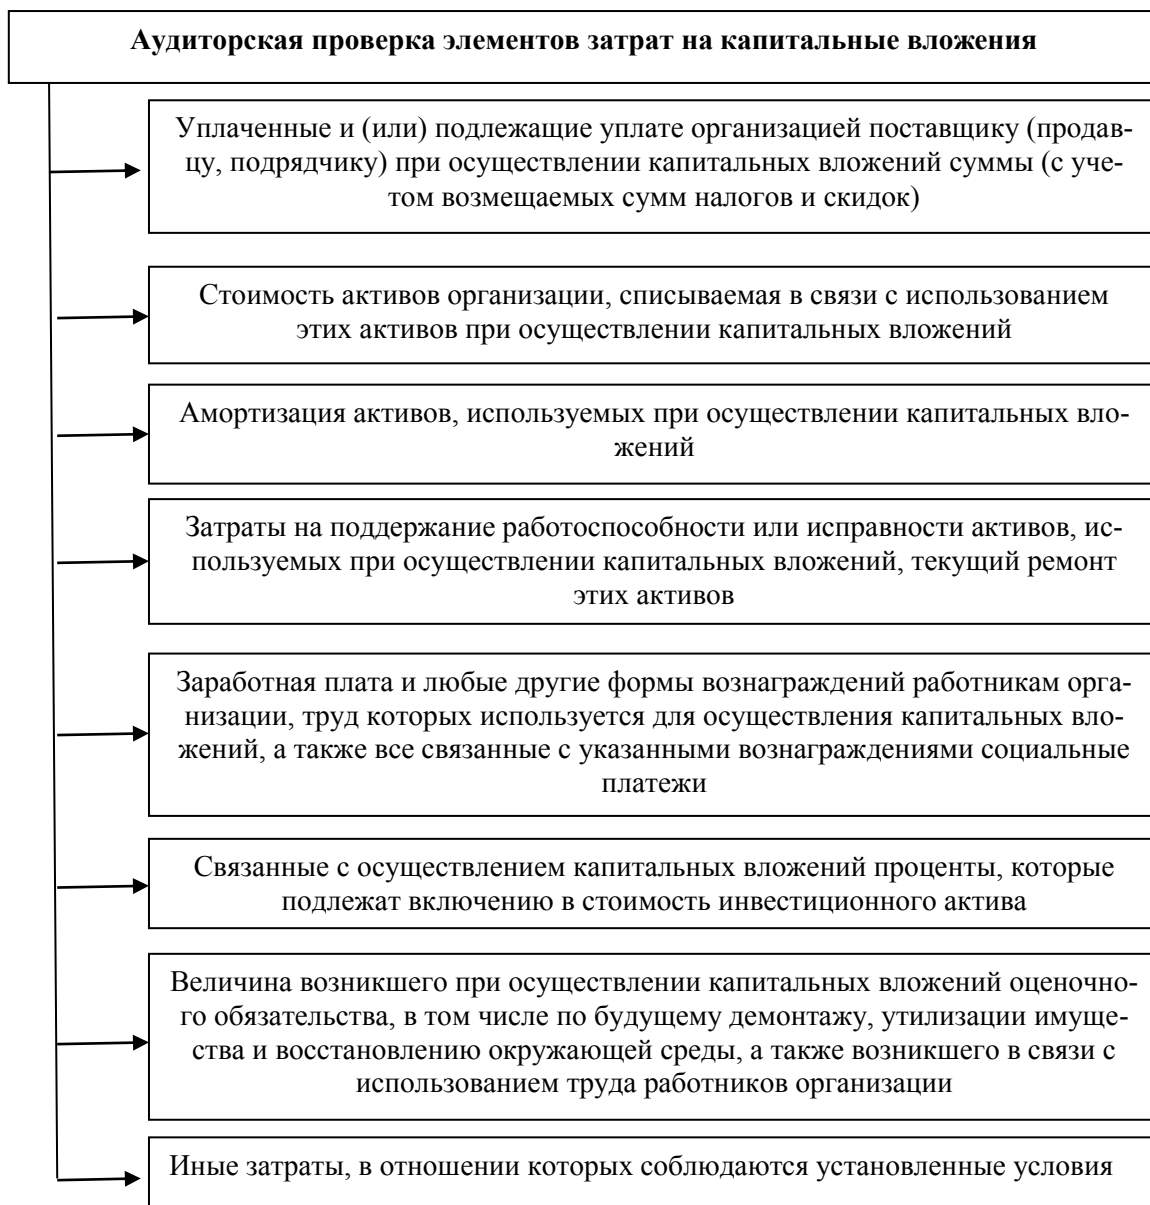 Аудиторская проверка элементов затрат на капитальные вложения
Уплаченные и (или) подлежащие уплате организацией поставщику (продав-
цу, подрядчику) при осуществлении капитальных вложений суммы (с уче-
том возмещаемых сумм налогов и скидок)
Стоимость активов организации, списываемая в связи с использованием
этих активов при осуществлении капитальных вложений
Амортизация активов, используемых при осуществлении капитальных вло-
жений
Затраты на поддержание работоспособности или исправности активов, ис-
пользуемых при осуществлении капитальных вложений, текущий ремонт
этих активов
Заработная плата и любые другие формы вознаграждений работникам орга-
низации, труд которых используется для осуществления капитальных вло-
жений, а также все связанные с указанными вознаграждениями социальные
платежи
Связанные с осуществлением капитальных вложений проценты, которые
подлежат включению в стоимость инвестиционного актива
Величина возникшего при осуществлении капитальных вложений оценочно-
го обязательства, в том числе по будущему демонтажу, утилизации имуще-
ства и восстановлению окружающей среды, а также возникшего в связи с
использованием труда работников организации
Иные затраты, в отношении которых соблюдаются установленные условия